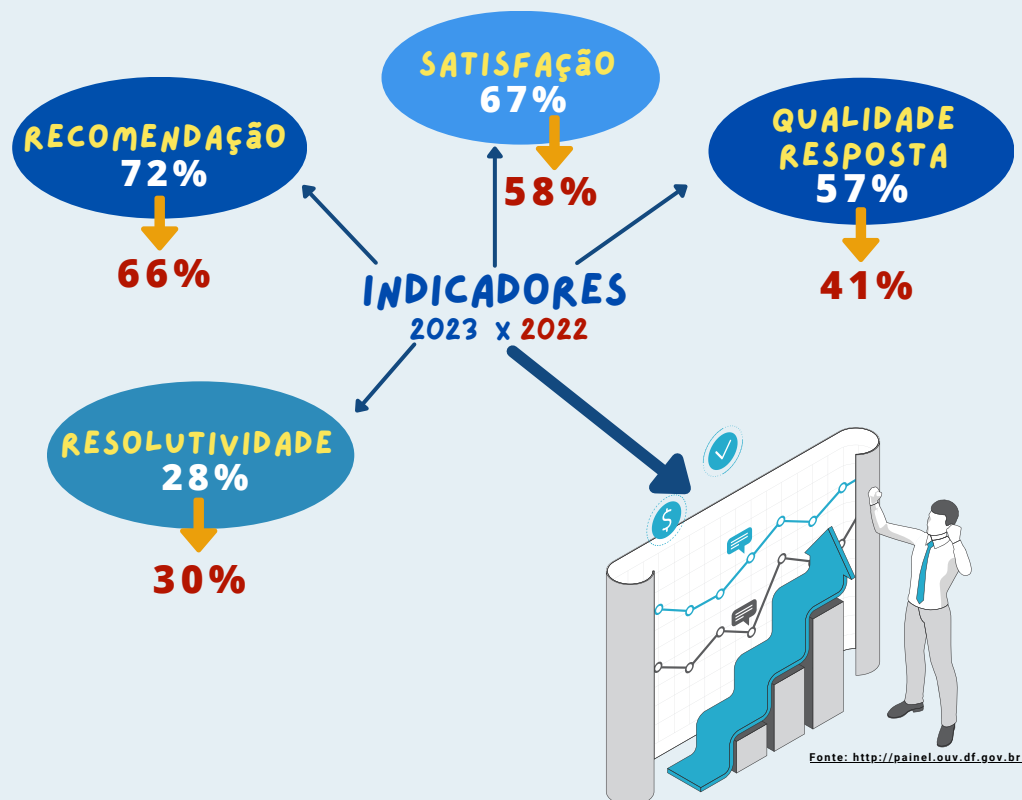 SATISFAÇÃO
67%
58%
RECOMENDAÇÃO
72%
66%
QUALIDADE
RESPOSTA
57%
41%
INDICADORES
2023 x 2022
RESOLUTIVIDADE
28%
30%
$
Fonte: http://painel.ouv.df.gov.br